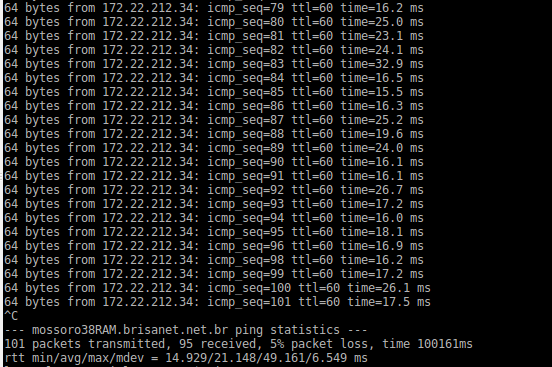 64 bytes from 172.22.212.34: icmp_seq=79 ttl=60 time=16.2 ms
64 bytes from 172.22.212.34: icmp_seq=80 ttl=60 time=25.0 ms
64 bytes from 172.22.212.34: icmp_seq=81 ttl=60 time=23.1 ms
64 bytes from 172.22.212.34: icmp_seq=82 ttl=60 time=24.1 ms
64 bytes from 172.22.212.34: icmp_seq=83 ttl=60 time=32.9 ms
64 bytes from 172.22.212.34: icmp_seq=84 ttl=60 time=16.5 ms
64 bytes from 172.22.212.34: icmp_seq=85 ttl=60 time=15.5 ms
64 bytes from 172.22.212.34: icmp_seq=86 ttl=60 time=16.3 ms
64 bytes from 172.22.212.34: icmp_seq=87 ttl=60 time=25.2 ms
64 bytes from 172.22.212.34: icmp_seq=88 ttl=60 time=19.6 ms
64 bytes from 172.22.212.34: icmp_seq=89 ttl=60 time=24.0 ms
64 bytes from 172.22.212.34: icmp_seq=90 ttl=60 time=16.1 ms
64 bytes from 172.22.212.34: icmp_seq=91 ttl=60 time=16.1 ms
64 bytes from 172.22.212.34: icmp_seq=92 ttl=60 time=26.7 ms
64 bytes from 172.22.212.34: icmp_seq=93 ttl=60 time=17.2 ms
64 bytes from 172.22.212.34: icmp_seq=94 ttl=60 time=16.0 ms
64 bytes from 172.22.212.34: icmp_seq=95 ttl=60 time=18.1 ms
64 bytes from 172.22.212.34: icmp_seq=96 ttl=60 time=16.9 ms
64 bytes from 172.22.212.34: icmp_seq=98 ttl=60 time=16.2 ms
64 bytes from 172.22.212.34: icmp_seq=99 ttl=60 time=17.2 ms
64 bytes from 172.22.212.34: icmp_seq=100 ttl=60 time=26.1 ms
64 bytes from 172.22.212.34: icmp_seq=101 ttl=60 time=17.5 ms
^C
--- mossoro38RAM.brisanet.net.br ping statistics ---
101 packets transmitted, 95 received, 5% packet loss, time 100161ms
rtt min/avg/max/mdev = 14.929/21.148/49.161/6.549 ms